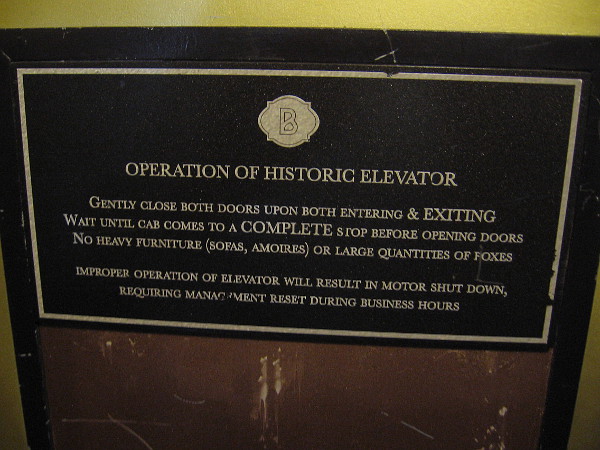 B
OPERATION OF HISTORIC ELEVATOR
GENTLY CLOSE BOTH DOORS UPON BOTH ENTERING & EXITING
WAIT UNTIL CAB COMES TO A COMPLETE STOP BEFORE OPENING DOORS
NO HEAVY FURNITURE (SOFAS, AMOIRES) OR LARGE QUANTITIES OF FOXES
IMPROPER OPERATION OF ELEVATOR WILL RESULT IN MOTOR SHUT DOWN,
REQUIRING MANAGEMENT RESET DURING BUSINESS HOURS